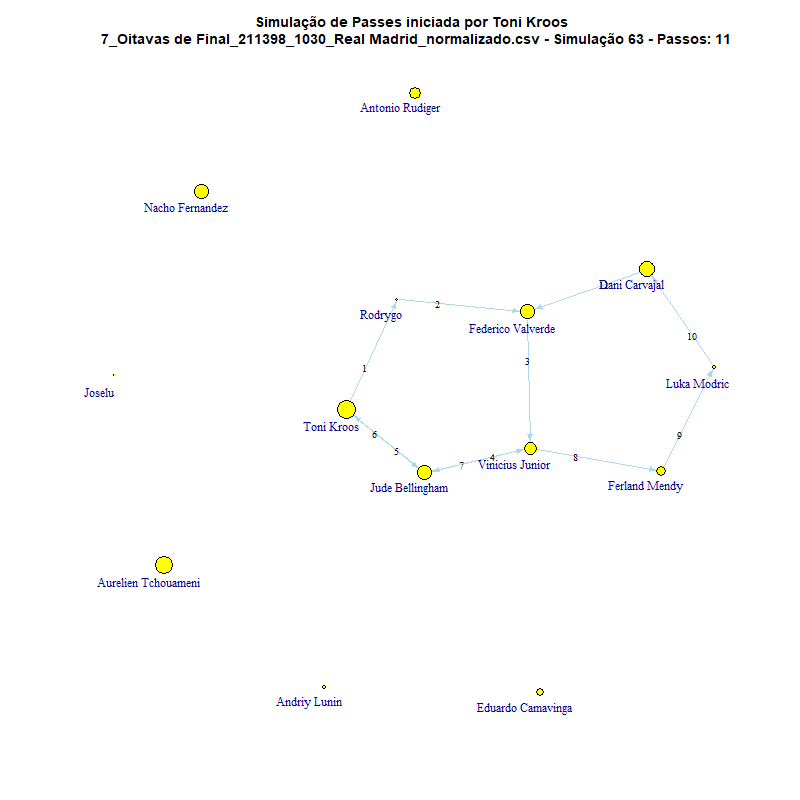 Simulação de Passes iniciada por Toni Kroos
7_Oitavas de Final_211398_1030_Real Madrid_normalizado.csv - Simulação 63 - Passos: 11
Antonio Rudiger
Nacho Fernandez
Dani Carvajal
2
Rodrygo
Federico Valverde
10
3
1
Luka Modric
Joselu
Toni Kroos
6
9
5
4
8
7
Vinicius Junior
Jude Bellingham
Ferland Mendy
Aurelien Tchouameni
Andriy Lunin
Eduardo Camavinga